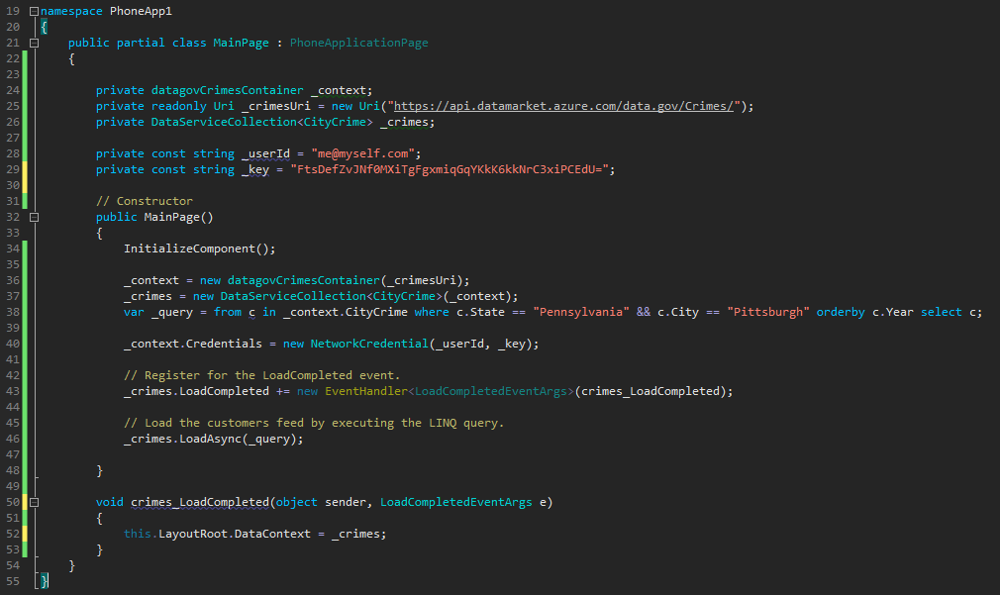 19 namespace PhoneApp1
20 {
21 public partial class MainPage : PhoneApplicationPage
22 {
23
24 private datagovCrimesContainer _context;
25 private readonly Uri _crimesUri = new Uri("https://api.datamarket.azure.com/data.gov/Crimes/");
26 private DataServiceCollection<CityCrime> _crimes;
27
28 private const string _userId = "me@myself.com";
29 private const string _key = "FtsDefZvJNf0MXiTgFgxmiqGqYKkK6kkNrC3xiPCEdU=";
30
31 // Constructor
32 public MainPage()
33 {
34 InitializeComponent();
35
36 _context = new datagovCrimesContainer(_crimesUri);
37 _crimes = new DataServiceCollection<CityCrime>(_context);
38 var _query = from c in _context.CityCrime where c.State == "Pennsylvania" && c.City == "Pittsburgh" orderby c.Year select c;
39
40 _context.Credentials = new NetworkCredential(_userId, _key);
41
42 // Register for the LoadCompleted event.
43 _crimes.LoadCompleted += new EventHandler<LoadCompletedEventArgs>(crimes_LoadCompleted);
44
45 // Load the customers feed by executing the LINQ query.
46 _crimes.LoadAsync(_query);
47
48 }
49
50 void crimes_LoadCompleted(object sender, LoadCompletedEventArgs e)
51 {
52 this.LayoutRoot.DataContext = _crimes;
53 }
54 }
55 }